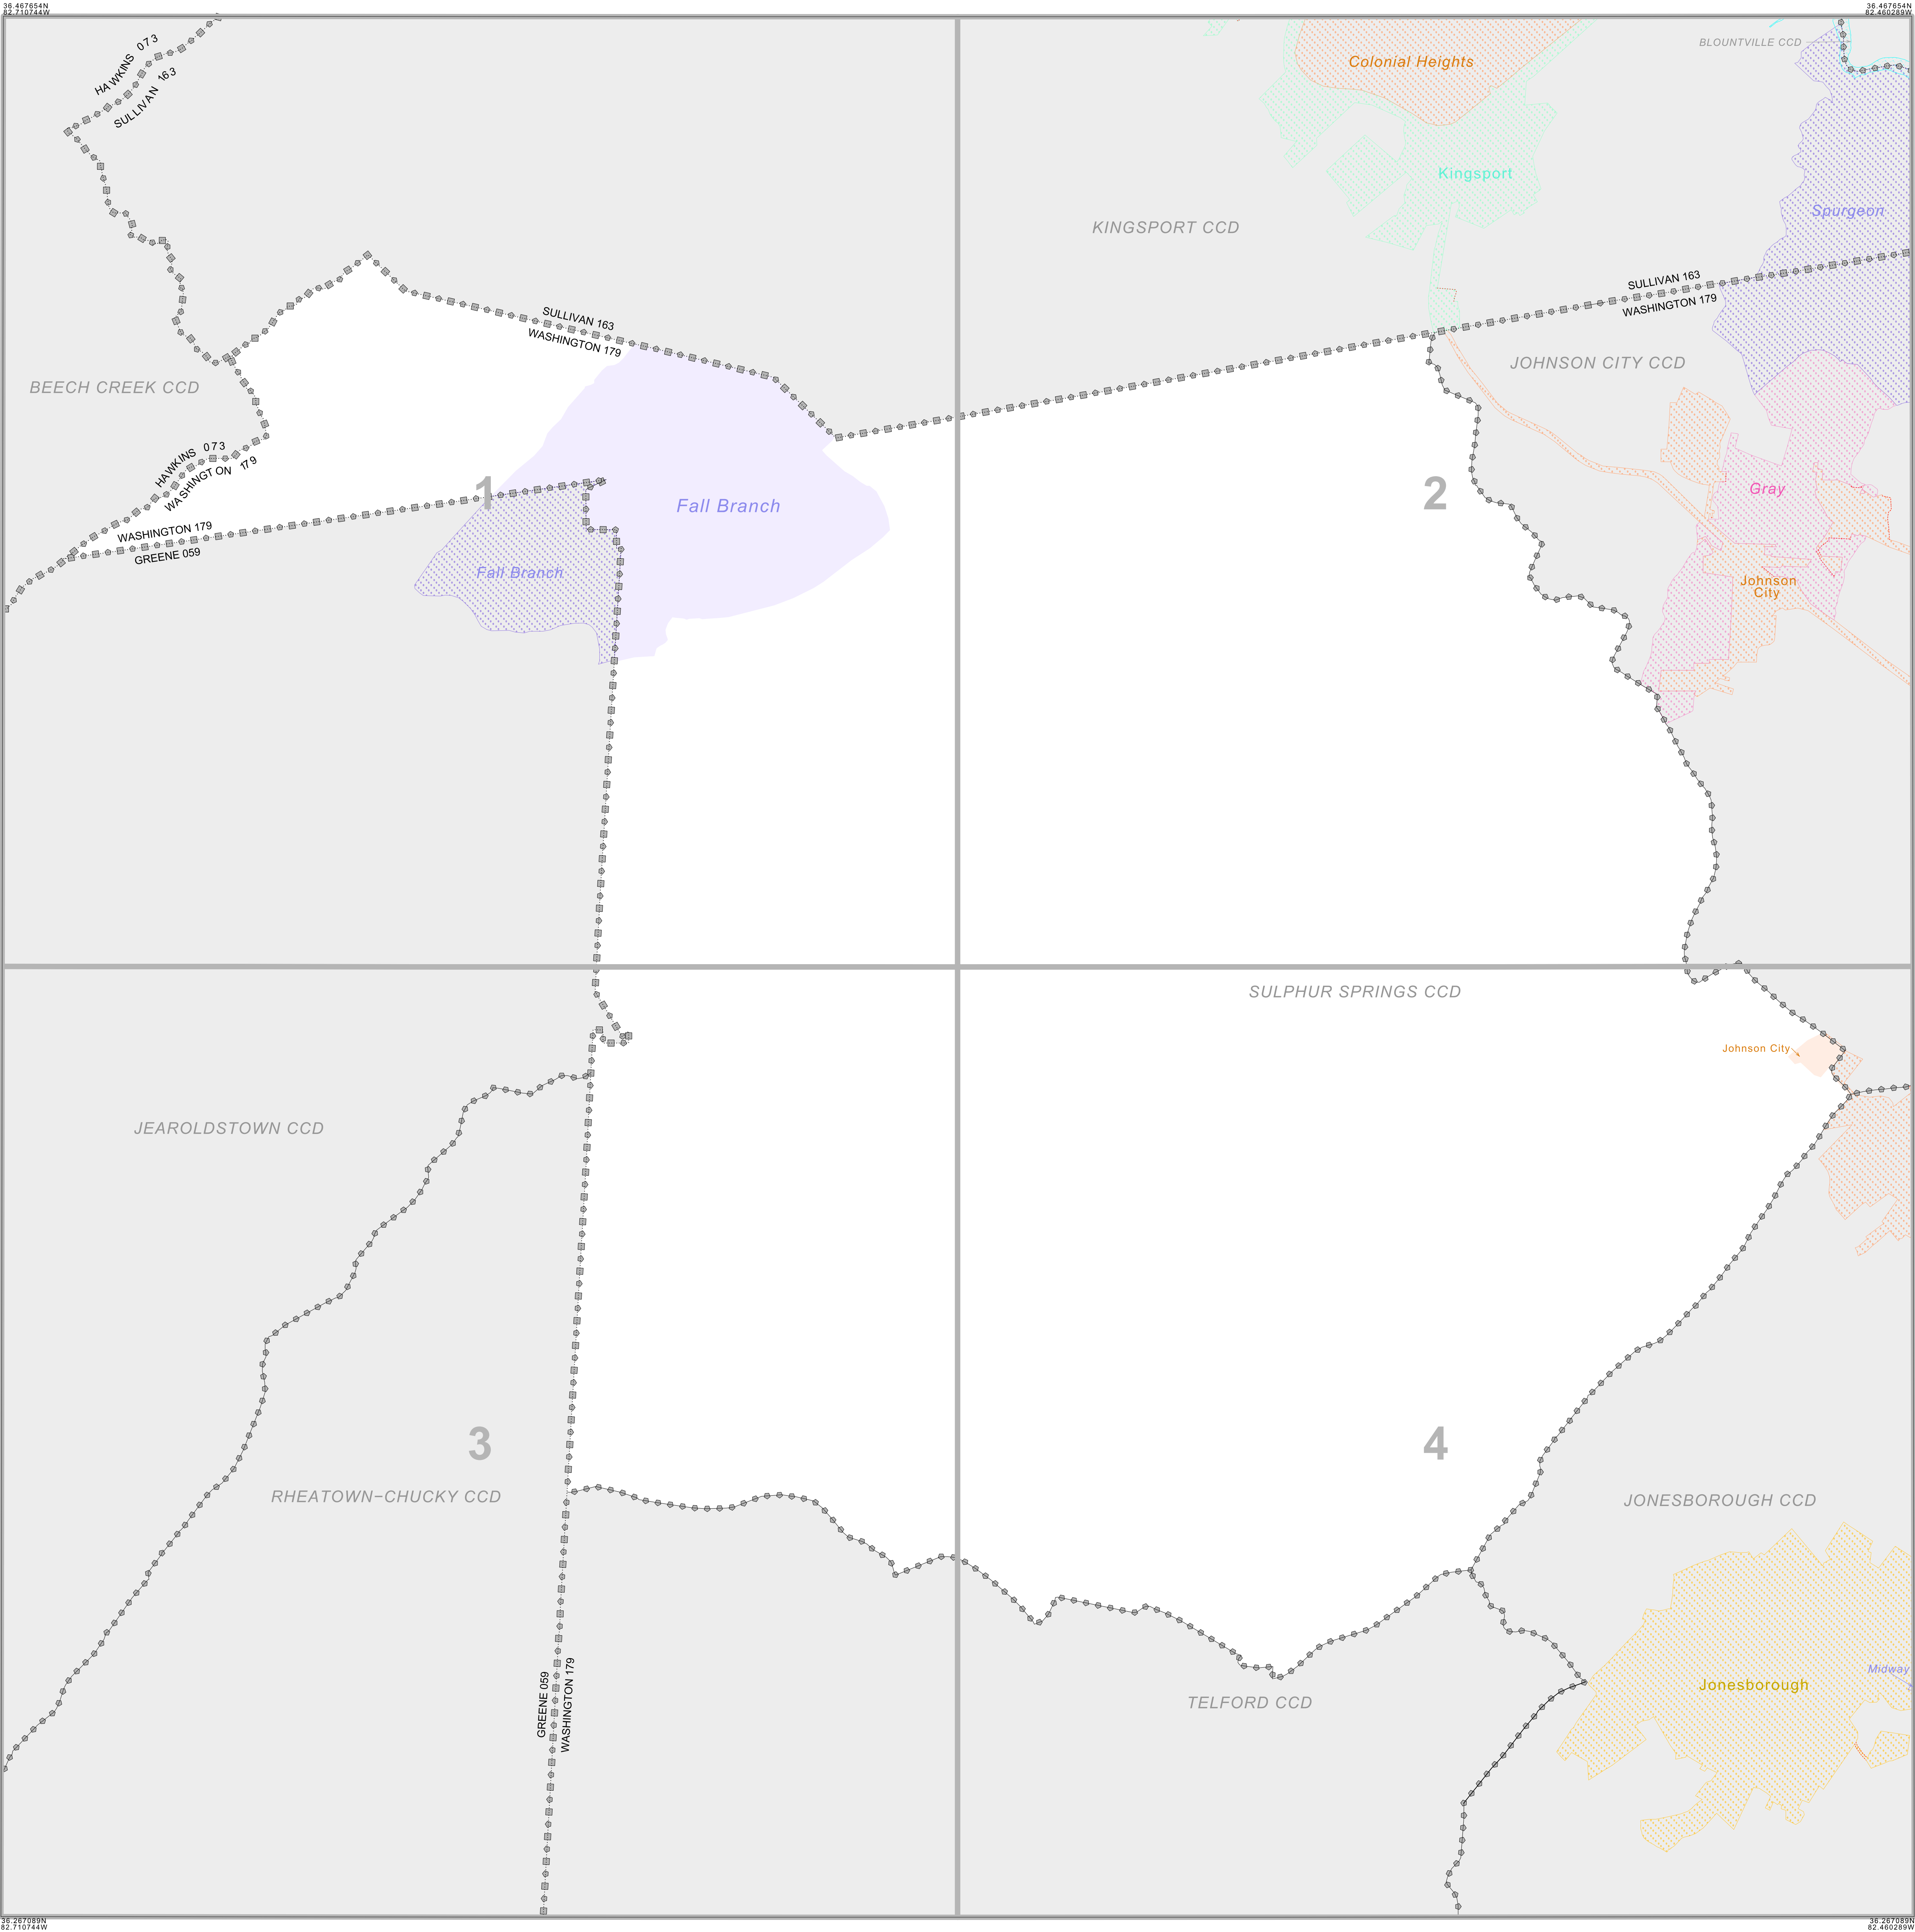 36.467654N
82.710744W
36.467654N
82.460289W
HAWKINS 073
SULLIVAN 163
BLOUNTVILLE CCD
Colonial Heights
Kingsport
Spurgeon
KINGSPORT CCD
SULLIVAN 163
WASHINGTON 179
SULLIVAN 163
WASHINGTON 179
JOHNSON CITY CCD
BEECH CREEK CCD
HAWKINS 073
WASHINGTON 179
1
2
Gray
Fall Branch
WASHINGTON 179
GREENE 059
Fall Branch
Johnson
City
SULPHUR SPRINGS CCD
Johnson City
JEAROLDSTOWN CCD
3
4
RHEATOWN-CHUCKY CCD
JONESBOROUGH CCD
GREENE 059
WASHINGTON 179
Midway
Jonesborough
TELFORD CCD
36.267089N
82.710744W
36.267089N
82.460289W